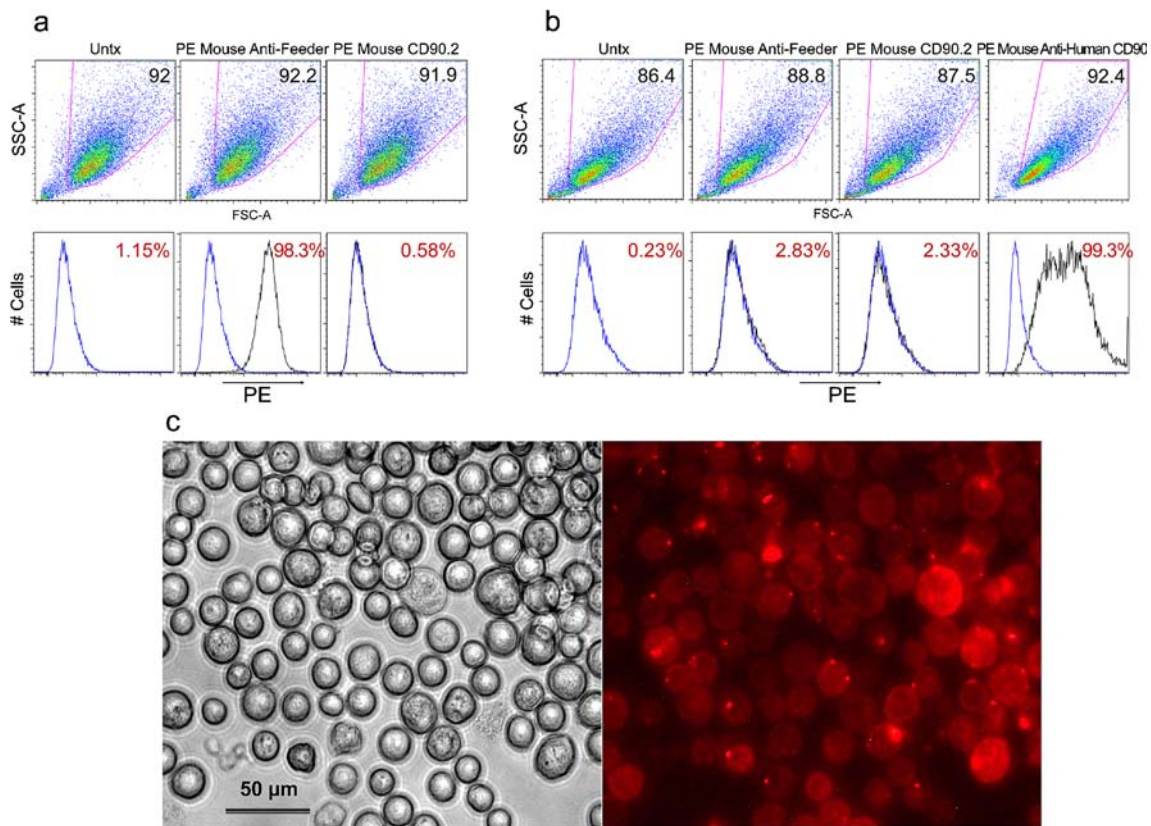 a
Untx PE Mouse Anti-Feeder PE Mouse CD90.2
92 92.2 91.9
SSC-A
FSC-A
1.15% 98.3% 0.58%
# Cells
PE
b
Untx PE Mouse Anti-Feeder PE Mouse CD90.2 PE Mouse Anti-Human CD90
86.4 88.8 87.5 92.4
SSC-A
FSC-A
0.23% 2.83% 2.33% 99.3%
# Cells
PE
c
50 µm